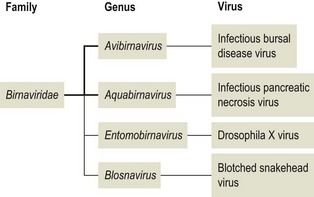 Family Genus Virus
Avibirnavirus
Infectious bursal
disease virus
Birnaviridae
Aquabirnavirus
Infectious pancreatic
necrosis virus
Entomobirnavirus
Drosophila X virus
Blosnavirus
Blotched snakehead
virus